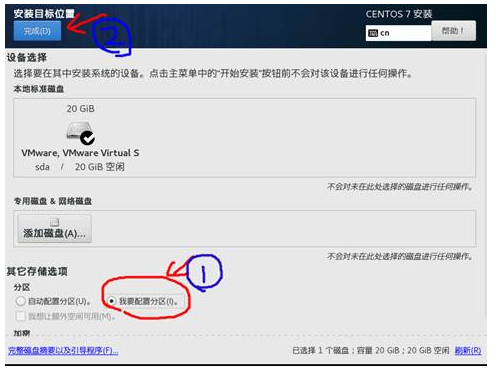 安装目标位置
CENTOS 7 安装
完成(D)
2
cn
帮助！
设备选择
选择要在其中安装系统的设备。点击主菜单中的"开始安装"按钮前不会对该设备进行任何操作。
本地标准磁盘
20 GiB
VMware, VMware Virtual S
sda / 20 GiB 空闲
不会对未在此处选择的磁盘进行任何操作。
专用磁盘 & 网络磁盘
添加磁盘(A)...
不会对未在此处选择的磁盘进行任何操作。
其它存储选项
1
分区
自动配置分区(U)。
我要配置分区(I)。
我想让额外空间可用(M)。
加密
完整磁盘摘要以及引导程序(F)...
已选择 1 个磁盘；容量 20 GiB；20 GiB 空闲
刷新(R)